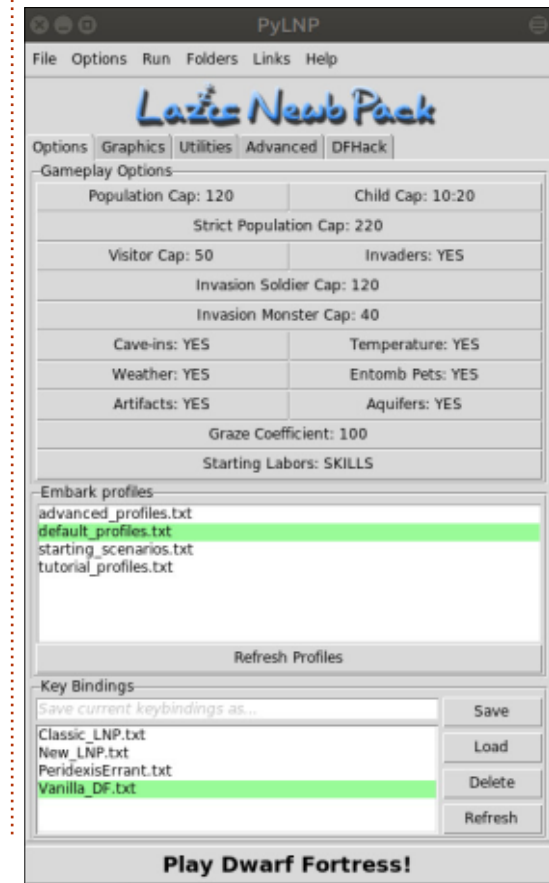 PyLNP
File Options Run Folders Links Help
Lazy Newb Pack
Options Graphics Utilities Advanced DFHack
Gameplay Options
Population Cap: 120 Child Cap: 10:20
Strict Population Cap: 220
Visitor Cap: 50 Invaders: YES
Invasion Soldier Cap: 120
Invasion Monster Cap: 40
Cave-ins: YES Temperature: YES
Weather: YES Entomb Pets: YES
Artifacts: YES Aquifers: YES
Graze Coefficient: 100
Starting Labors: SKILLS
Embark profiles
advanced_profiles.txt
default_profiles.txt
starting_scenarios.txt
tutorial_profiles.txt
Refresh Profiles
Key Bindings
Save current keybindings as... Save
Classic_LNP.txt
New_LNP.txt Load
PeridexisErrant.txt
Vanilla_DF.txt Delete
Refresh
Play Dwarf Fortress!